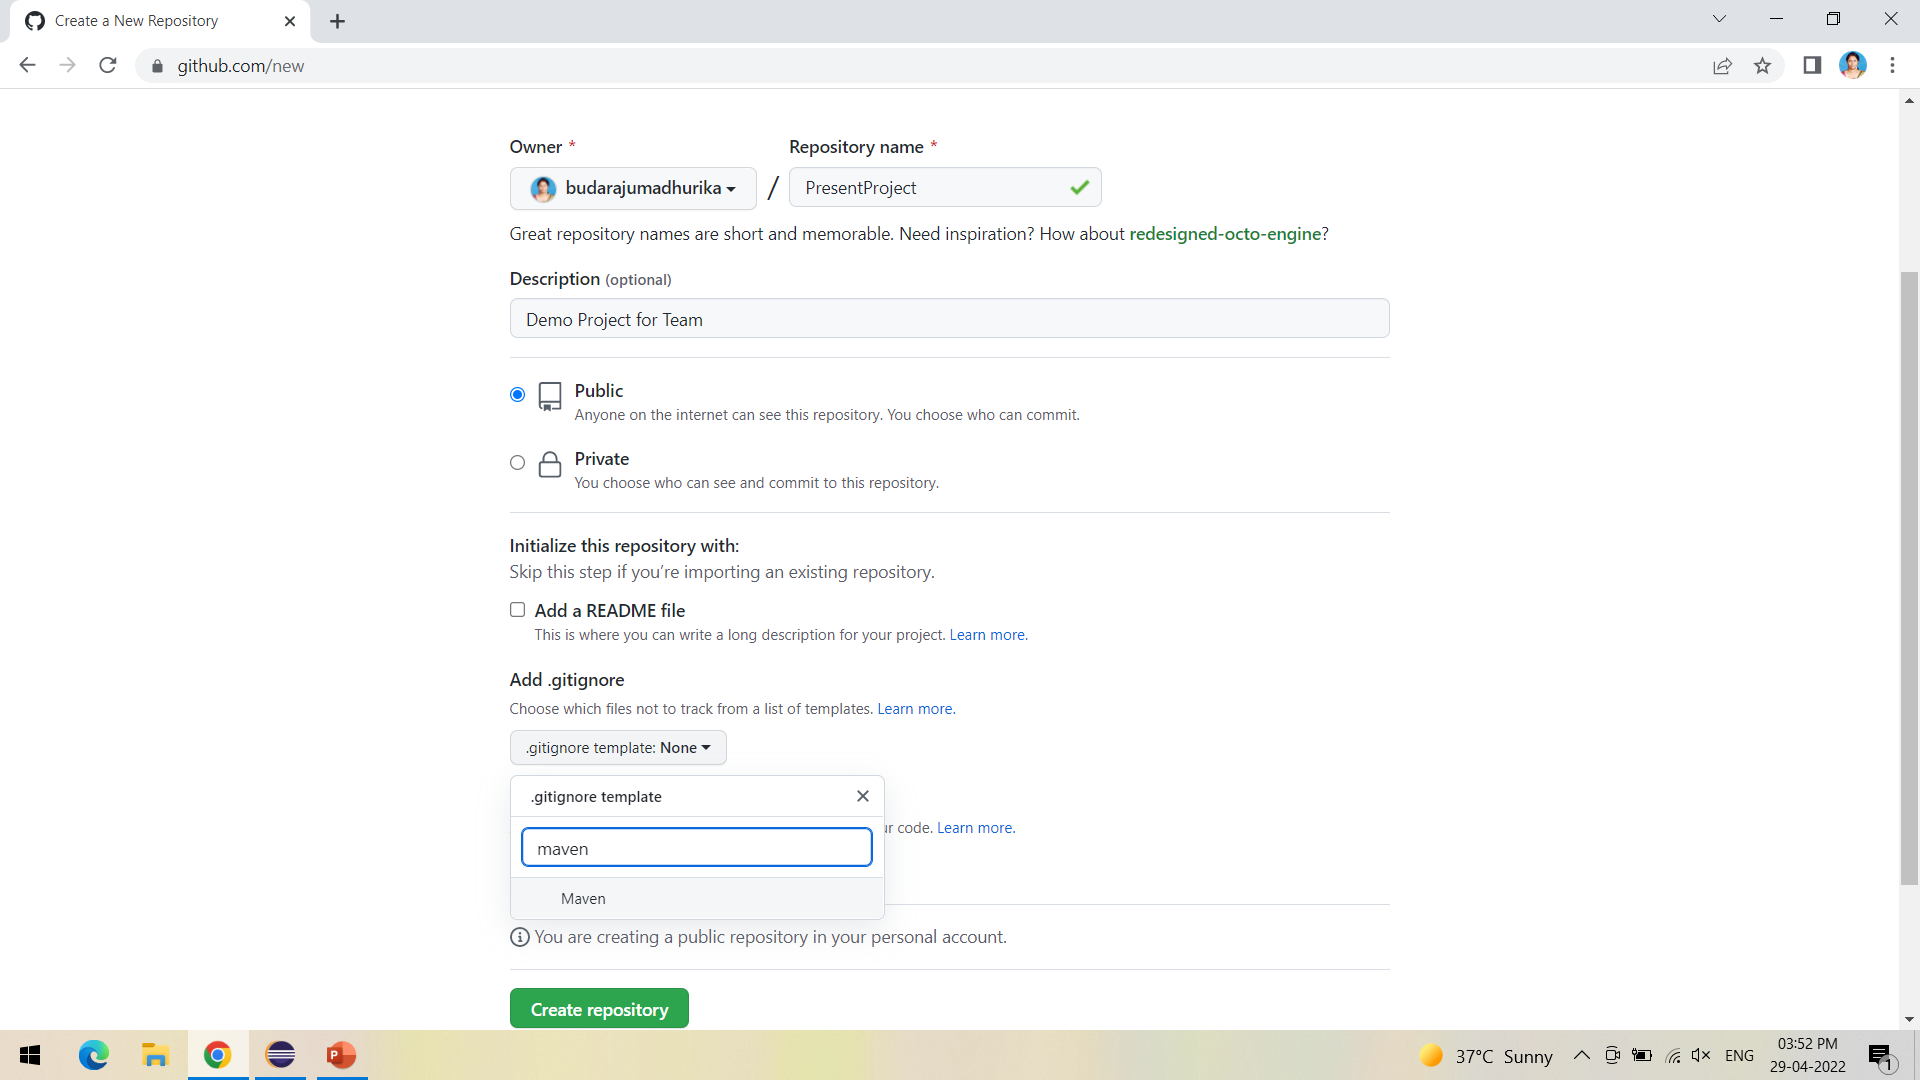 Create a New Repository
github.com/new
Owner *
Repository name *
budarajumadhurika
/
PresentProject
Great repository names are short and memorable. Need inspiration? How about redesigned-octo-engine?
Description (optional)
Demo Project for Team
Public
Anyone on the internet can see this repository. You choose who can commit.
Private
You choose who can see and commit to this repository.
Initialize this repository with:
Skip this step if you’re importing an existing repository.
Add a README file
This is where you can write a long description for your project. Learn more.
Add .gitignore
Choose which files not to track from a list of templates. Learn more.
.gitignore template: None
.gitignore template
code. Learn more.
maven
Maven
You are creating a public repository in your personal account.
Create repository
P
37°C Sunny
ENG
03:52 PM
29-04-2022
1